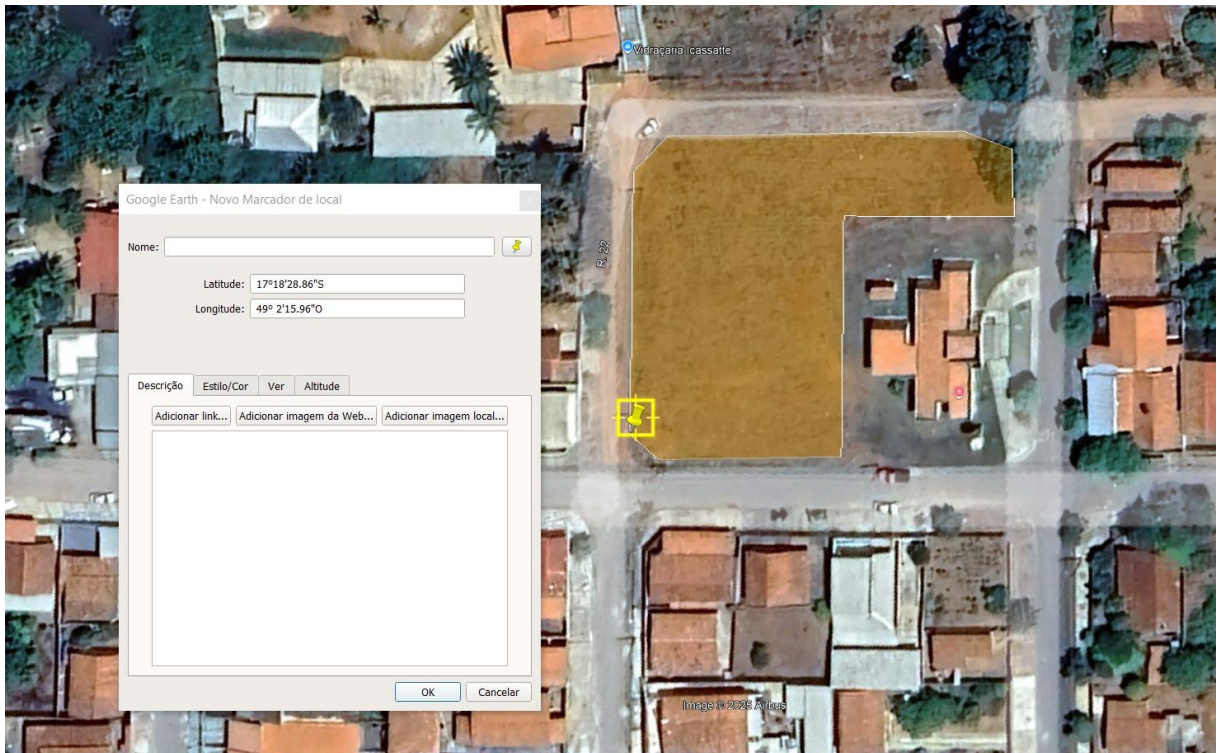 Vidraçaria Icassatte
Google Earth - Novo Marcador de local
Nome:
R. 22
Latitude: 17°18'28.86"S
Longitude: 49° 2'15.96"O
Descrição Estilo/Cor Ver Altitude
Adicionar link... Adicionar imagem da Web... Adicionar imagem local...
OK Cancelar
Image © 2025 Airbus